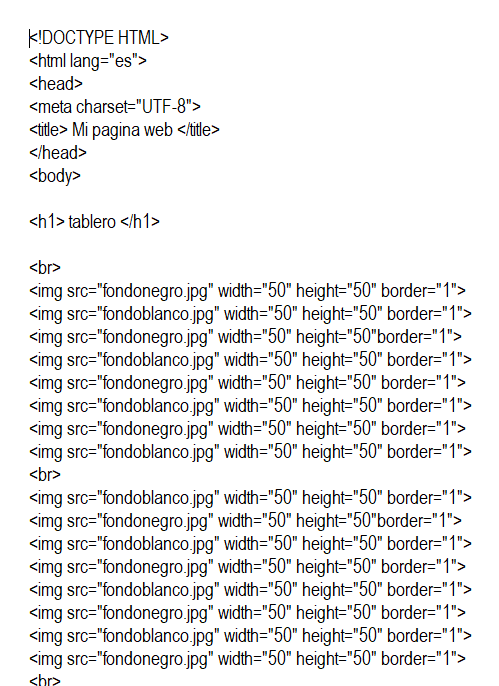 <!DOCTYPE HTML>
<html lang="es">
<head>
<meta charset="UTF-8">
<title> Mi pagina web </title>
</head>
<body>
<h1> tablero </h1>
<br>
<img src="fondonegro.jpg" width="50" height="50" border="1">
<img src="fondoblanco.jpg" width="50" height="50" border="1">
<img src="fondonegro.jpg" width="50" height="50"border="1">
<img src="fondoblanco.jpg" width="50" height="50" border="1">
<img src="fondonegro.jpg" width="50" height="50" border="1">
<img src="fondoblanco.jpg" width="50" height="50" border="1">
<img src="fondonegro.jpg" width="50" height="50" border="1">
<img src="fondoblanco.jpg" width="50" height="50" border="1">
<br>
<img src="fondoblanco.jpg" width="50" height="50" border="1">
<img src="fondonegro.jpg" width="50" height="50"border="1">
<img src="fondoblanco.jpg" width="50" height="50" border="1">
<img src="fondonegro.jpg" width="50" height="50" border="1">
<img src="fondoblanco.jpg" width="50" height="50" border="1">
<img src="fondonegro.jpg" width="50" height="50" border="1">
<img src="fondoblanco.jpg" width="50" height="50" border="1">
<img src="fondonegro.jpg" width="50" height="50" border="1">
<br>